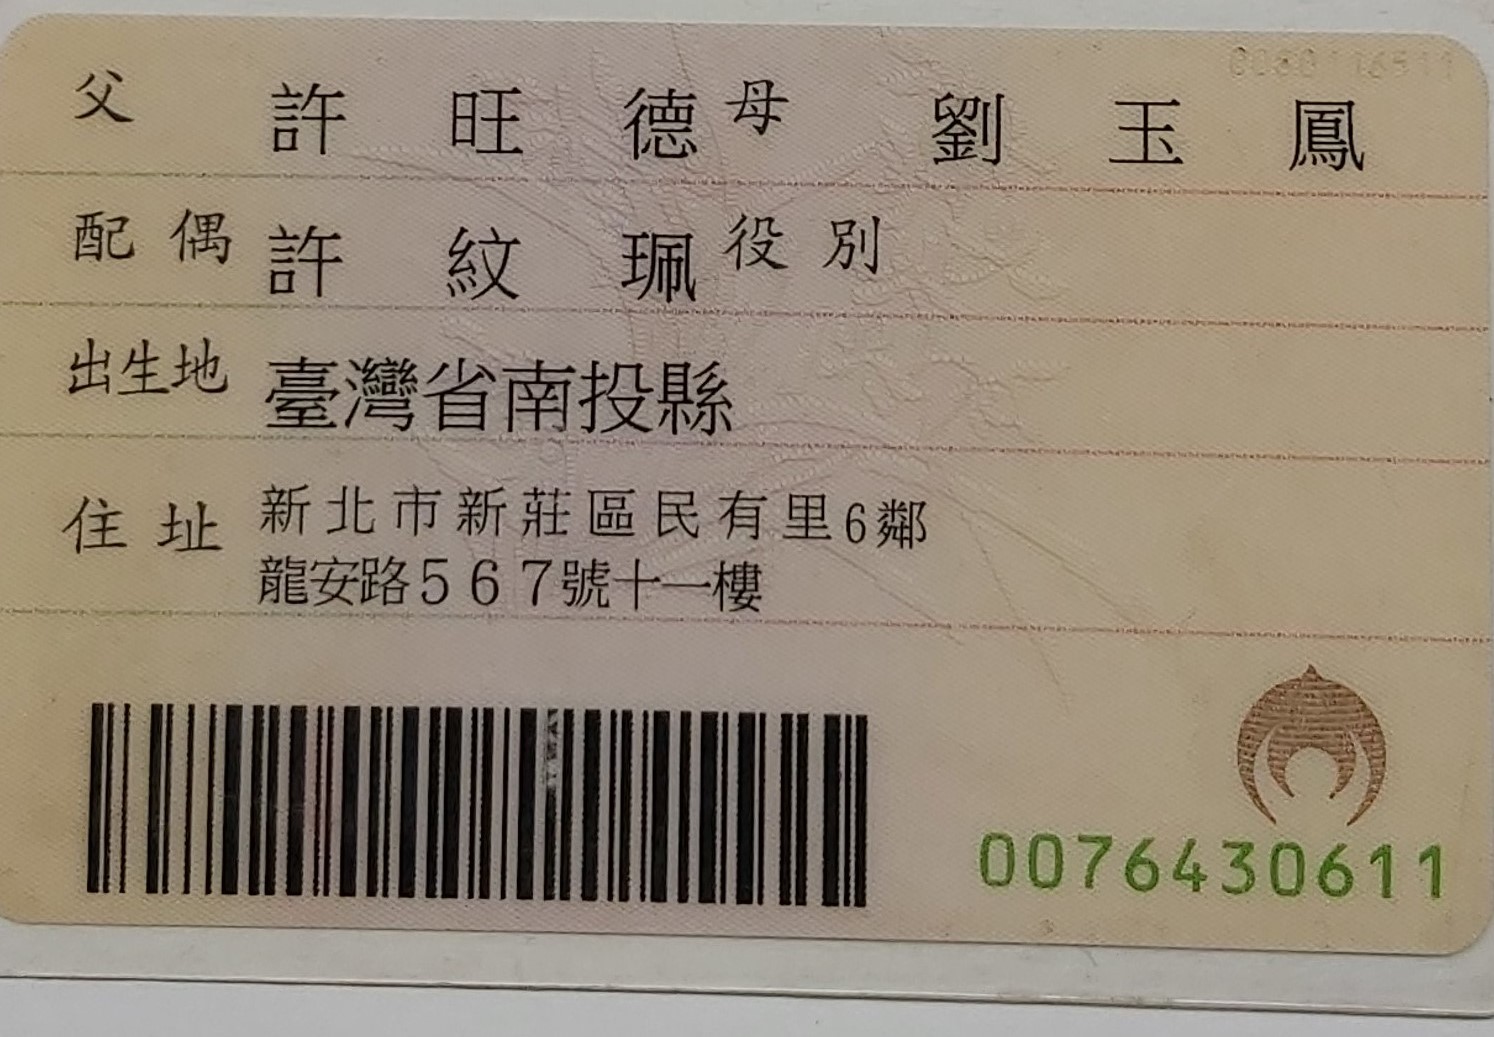 父 許旺德 母 劉玉鳳
配偶 許紋珮 役別
出生地 臺灣省南投縣
住址 新北市新莊區民有里6鄰
龍安路567號十一樓
0076430611